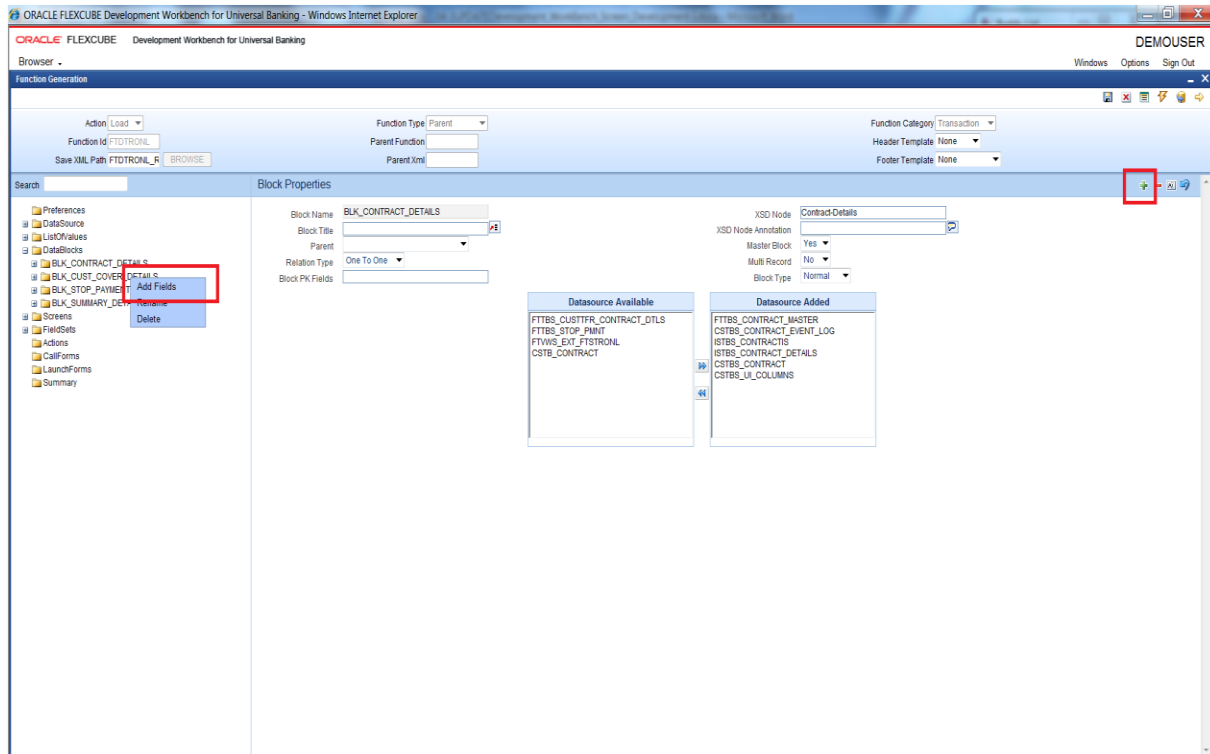 ORACLE FLEXCUBE Development Workbench for Universal Banking - Windows Internet Explorer
ORACLE FLEXCUBE Development Workbench for Universal Banking
DEMOUSER
Browser
Windows Options Sign Out
Function Generation
Action Load
Function Type Parent
Function Category Transaction
Function Id FTDTRONL
Parent Function
Header Template None
Save XML Path FTDTRONL_R BROWSE
Parent Xml
Footer Template None
Search
Block Properties
Preferences
DataSource
ListOfValues
DataBlocks
BLK_CONTRACT_DETAILS
BLK_CUST_COVER_DETAILS
BLK_STOP_PAYMENT
BLK_SUMMARY_DETA
Screens
FieldSets
Actions
CallForms
LaunchForms
Summary
Add Fields
Rename
Delete
Block Name BLK_CONTRACT_DETAILS
XSD Node Contract-Details
Block Title
XSD Node Annotation
Parent
Master Block Yes
Relation Type One To One
Multi Record No
Block PK Fields
Block Type Normal
Datasource Available
FTTBS_CUSTTFR_CONTRACT_DTLS
FTTBS_STOP_PMNT
FTVWS_EXT_FTSTRONL
CSTB_CONTRACT
Datasource Added
FTTBS_CONTRACT_MASTER
CSTBS_CONTRACT_EVENT_LOG
ISTBS_CONTRACTIS
ISTBS_CONTRACT_DETAILS
CSTBS_CONTRACT
CSTBS_UI_COLUMNS